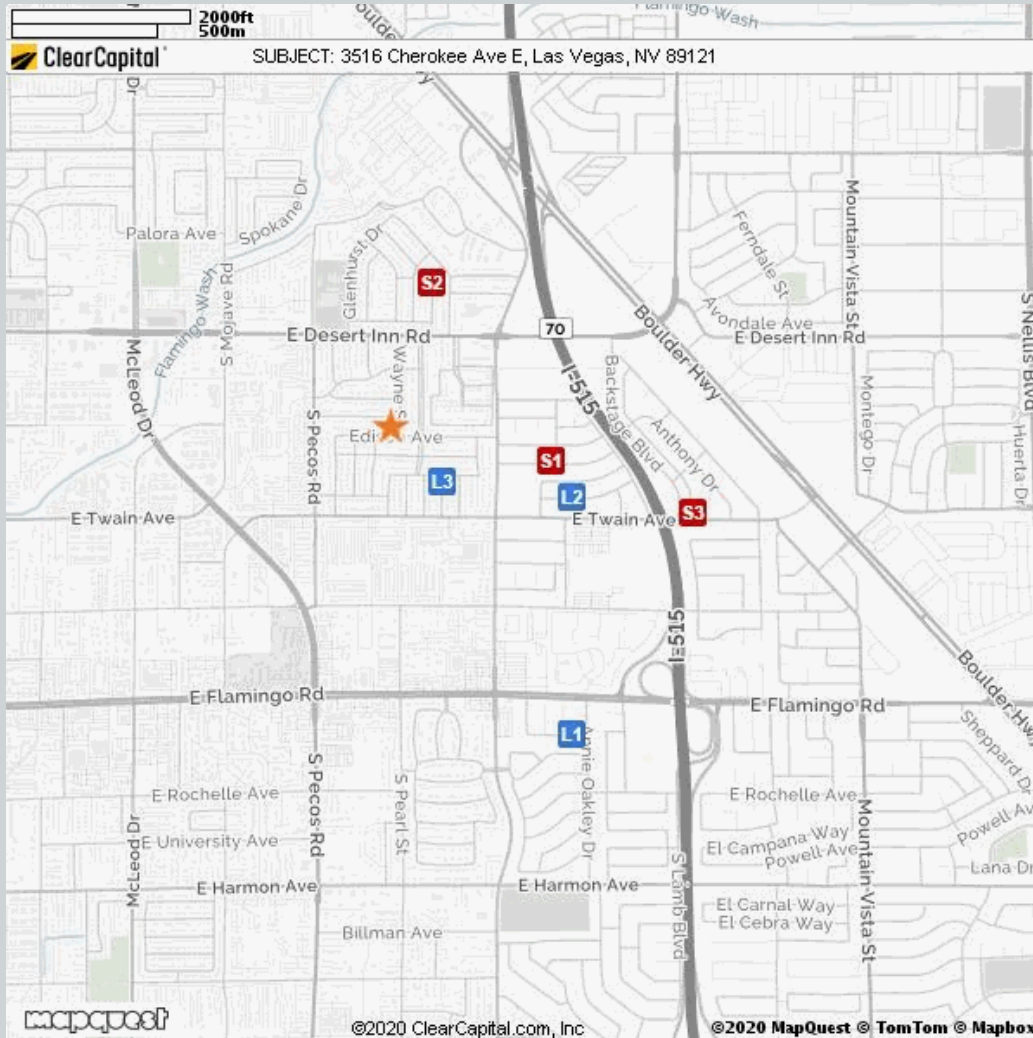 2000ft
500m
ClearCapital
SUBJECT: 3516 Cherokee Ave E, Las Vegas, NV 89121
Flamingo Wash
Boulder Hwy
Dr
Spokane Dr
Palora Ave
Glenhurst Dr
S2
Mountain Vista St
Ferndale St
Flamingo Wash
S Mojave Rd
Avondale Ave
S Nellis Blvd
E Desert Inn Rd
70
Boulder Hwy
E Desert Inn Rd
McLeod Dr
Wayne S
I-515
Backstage Blvd
Montego Dr
S Pecos Rd
Anthony Dr
Huerta Dr
S1
L3
L2
S3
E Twain Ave
E Twain Ave
I-515
Boulder Hwy
E Flamingo Rd
E Flamingo Rd
L1
Annie Oakley Dr
Sheppard Dr
S Pecos Rd
S Pearl St
E Rochelle Ave
E Rochelle Ave
Mountain Vista St
E University Ave
El Campana Way
Powell Ave
Powell Av
McLeod Dr
Lana Dr
E Harmon Ave
E Harmon Ave
S Lamb Blvd
El Carnal Way
El Cebra Way
Billman Ave
mapquest
©2020 ClearCapital.com, Inc
©2020 MapQuest © TomTom © Mapbox